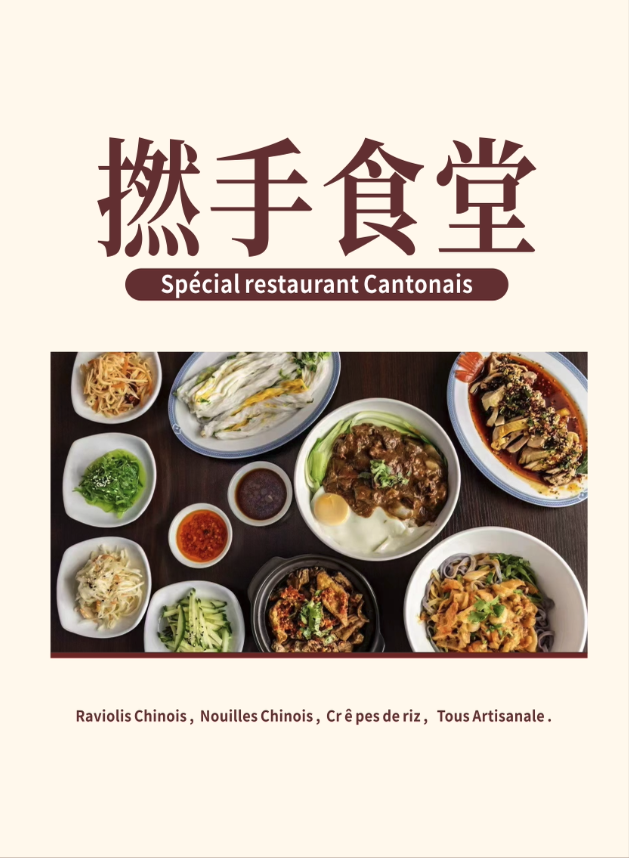 撚手食堂
Spécial restaurant Cantonais
Raviolis Chinois , Nouilles Chinois , Cr ê pes de riz , Tous Artisanale .